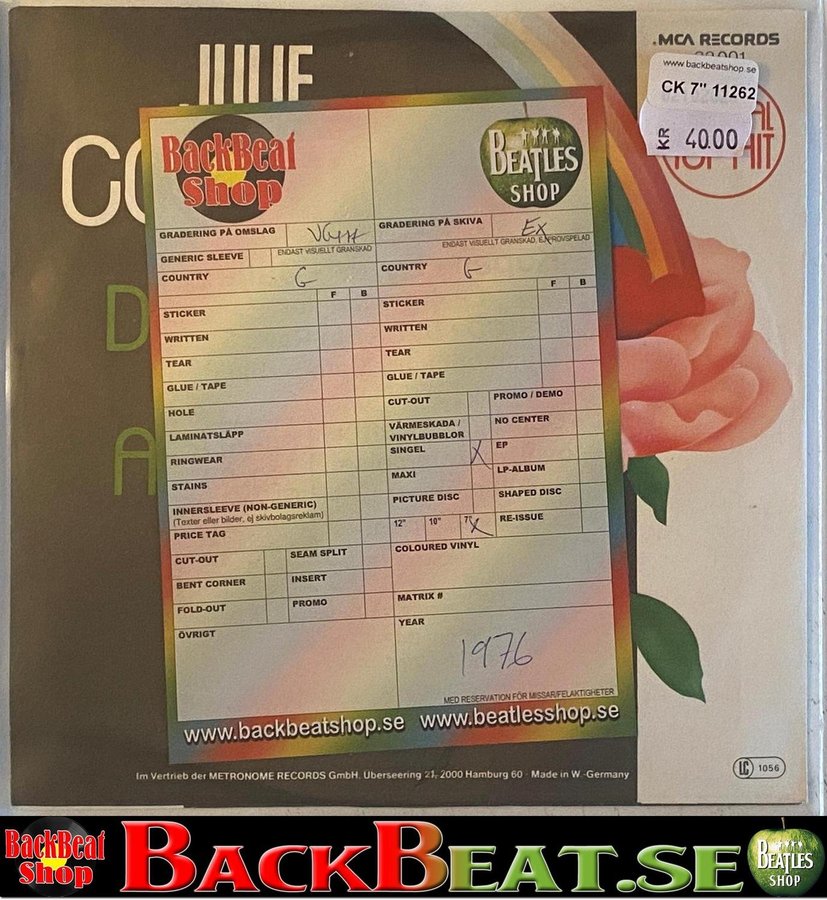 JULIE
CO
D
A
MCA RECORDS
www.backbeatshop.se
CK 7" 11262
KR 40.00
AL
TOP HIT
BACKBEAT
SHOP
BEATLES
SHOP
GRADERING PÅ OMSLAG VG++
ENDAST VISUELLT GRANSKAD
GENERIC SLEEVE
COUNTRY G
F B
STICKER
WRITTEN
TEAR
GLUE / TAPE
HOLE
LAMINATSLÄPP
RINGWEAR
STAINS
INNERSLEEVE (NON-GENERIC)
(Texter eller bilder, ej skivbolagsreklam)
PRICE TAG
CUT-OUT SEAM SPLIT
BENT CORNER INSERT
FOLD-OUT PROMO
ÖVRIGT
GRADERING PÅ SKIVA Ex
ENDAST VISUELLT GRANSKAD, EJ PROVSPELAD
COUNTRY G
F B
STICKER
WRITTEN
TEAR
GLUE / TAPE
CUT-OUT PROMO / DEMO
VÄRMESKADA / NO CENTER
VINYLBUBBLOR
SINGEL X EP
MAXI LP-ALBUM
PICTURE DISC SHAPED DISC
12" 10" 7" X RE-ISSUE
COLOURED VINYL
MATRIX #
YEAR
1976
MED RESERVATION FÖR MISSAR/FELAKTIGHETER
www.backbeatshop.se www.beatlesshop.se
Im Vertrieb der METRONOME RECORDS GmbH. Überseering 21, 2000 Hamburg 60 · Made in W.-Germany
LC 1056
BACKBEAT
SHOP
BACKBEAT.SE
BEATLES
SHOP